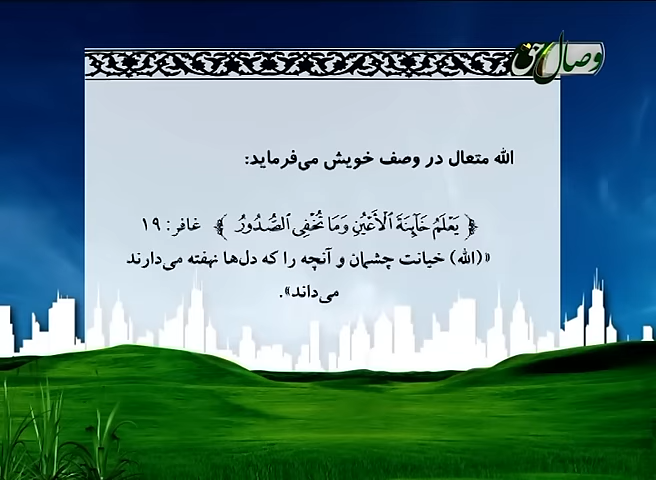 وصال حق
الله متعال در وصف خویش می‌فرماید:
﴿ يَعْلَمُ خَآئِنَةَ ٱلْأَعْيُنِ وَمَا تُخْفِى ٱلصُّدُورُ ﴾ غافر: ١٩
«(الله) خیانت چشمان و آنچه را که دل‌ها نهفته می‌دارند
می‌داند».